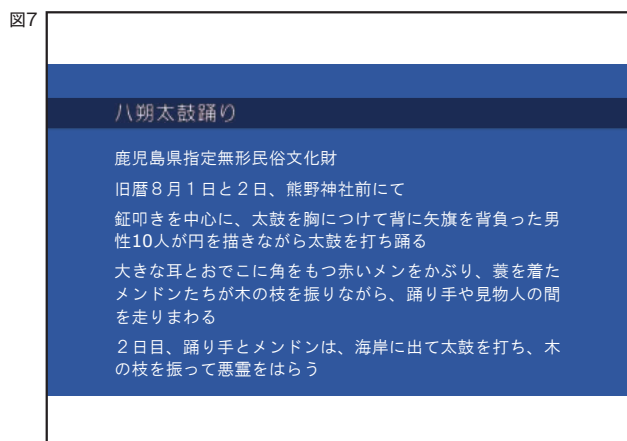 図7
八朔太鼓踊り
鹿児島県指定無形民俗文化財
旧暦８月１日と２日、熊野神社前にて
鉦叩きを中心に、太鼓を胸につけて背に矢旗を背負った男
性10人が円を描きながら太鼓を打ち踊る
大きな耳とおでこに角をもつ赤いメンをかぶり、蓑を着た
メンドンたちが木の枝を振りながら、踊り手や見物人の間
を走りまわる
２日目、踊り手とメンドンは、海岸に出て太鼓を打ち、木
の枝を振って悪霊をはらう